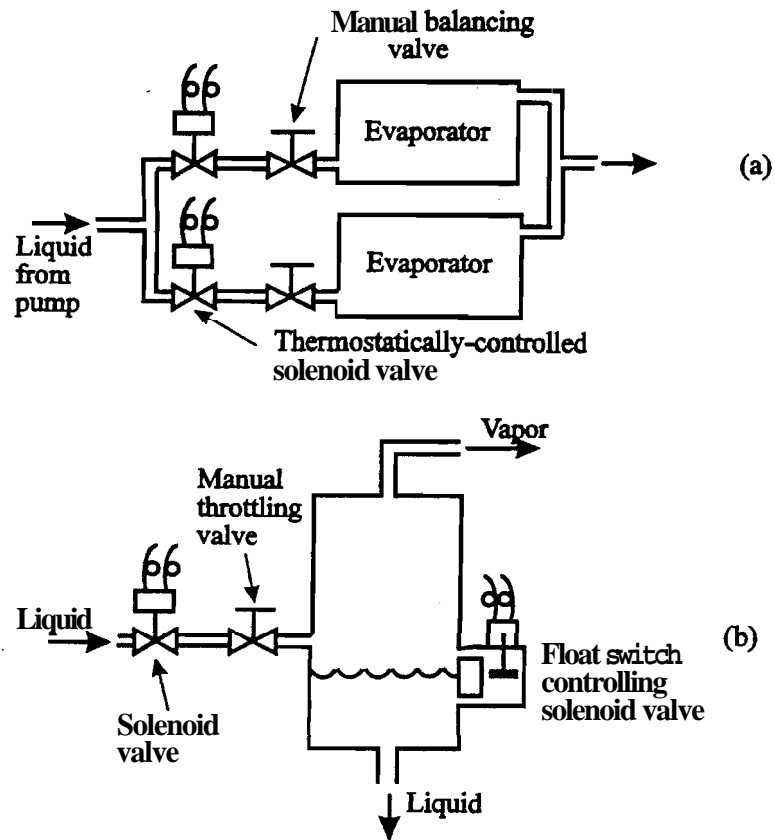 Manual balancing
valve
Evaporator
(a)
Liquid
from
pump
Evaporator
Thermostatically-controlled
solenoid valve
Vapor
Manual
throttling
valve
Liquid
(b)
Float switch
controlling
solenoid valve
Solenoid
valve
Liquid